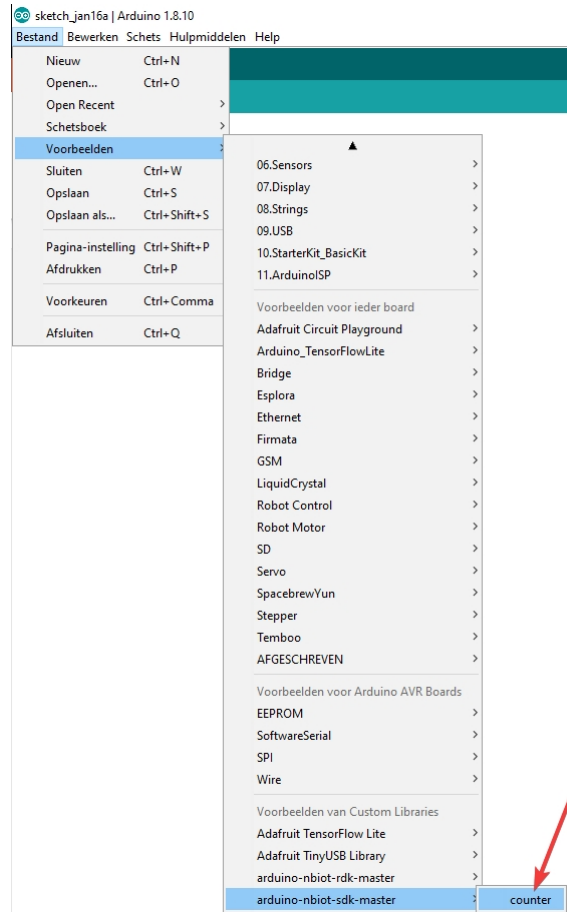 sketch_jan16a | Arduino 1.8.10
Bestand Bewerken Schets Hulpmiddelen Help
Nieuw Ctrl+N
Openen... Ctrl+O
Open Recent
Schetsboek
Voorbeelden
Sluiten Ctrl+W
Opslaan Ctrl+S
Opslaan als... Ctrl+Shift+S
Pagina-instelling Ctrl+Shift+P
Afdrukken Ctrl+P
Voorkeuren Ctrl+Comma
Afsluiten Ctrl+Q
06.Sensors
07.Display
08.Strings
09.USB
10.StarterKit_BasicKit
11.ArduinoISP
Voorbeelden voor ieder board
Adafruit Circuit Playground
Arduino_TensorFlowLite
Bridge
Esplora
Ethernet
Firmata
GSM
LiquidCrystal
Robot Control
Robot Motor
SD
Servo
SpacebrewYun
Stepper
Temboo
AFGESCHREVEN
Voorbeelden voor Arduino AVR Boards
EEPROM
SoftwareSerial
SPI
Wire
Voorbeelden van Custom Libraries
Adafruit TensorFlow Lite
Adafruit TinyUSB Library
arduino-nbiot-rdk-master
arduino-nbiot-sdk-master
counter